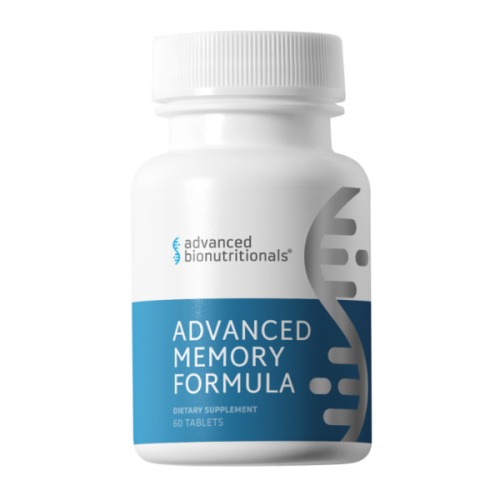 advanced
bionutritionals®
ADVANCED
MEMORY
FORMULA
DIETARY SUPPLEMENT
60 TABLETS